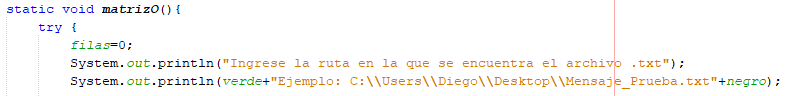 static void matrizO(){
try {
filas=0;
System.out.println("Ingrese la ruta en la que se encuentra el archivo .txt");
System.out.println(verde+"Ejemplo: C:\\Users\\Diego\\Desktop\\Mensaje_Prueba.txt"+negro);